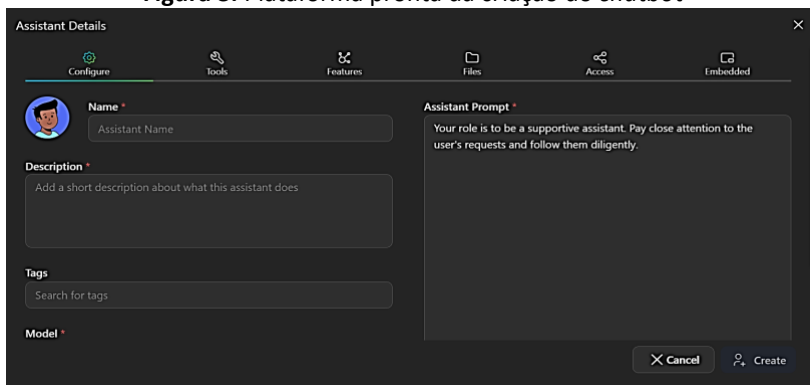 Assistant Details
Configure
Tools
Features
Files
Access
Embedded
Name *
Assistant Name
Description *
Add a short description about what this assistant does
Tags
Search for tags
Model *
Assistant Prompt *
Your role is to be a supportive assistant. Pay close attention to the
user's requests and follow them diligently.
Cancel
Create